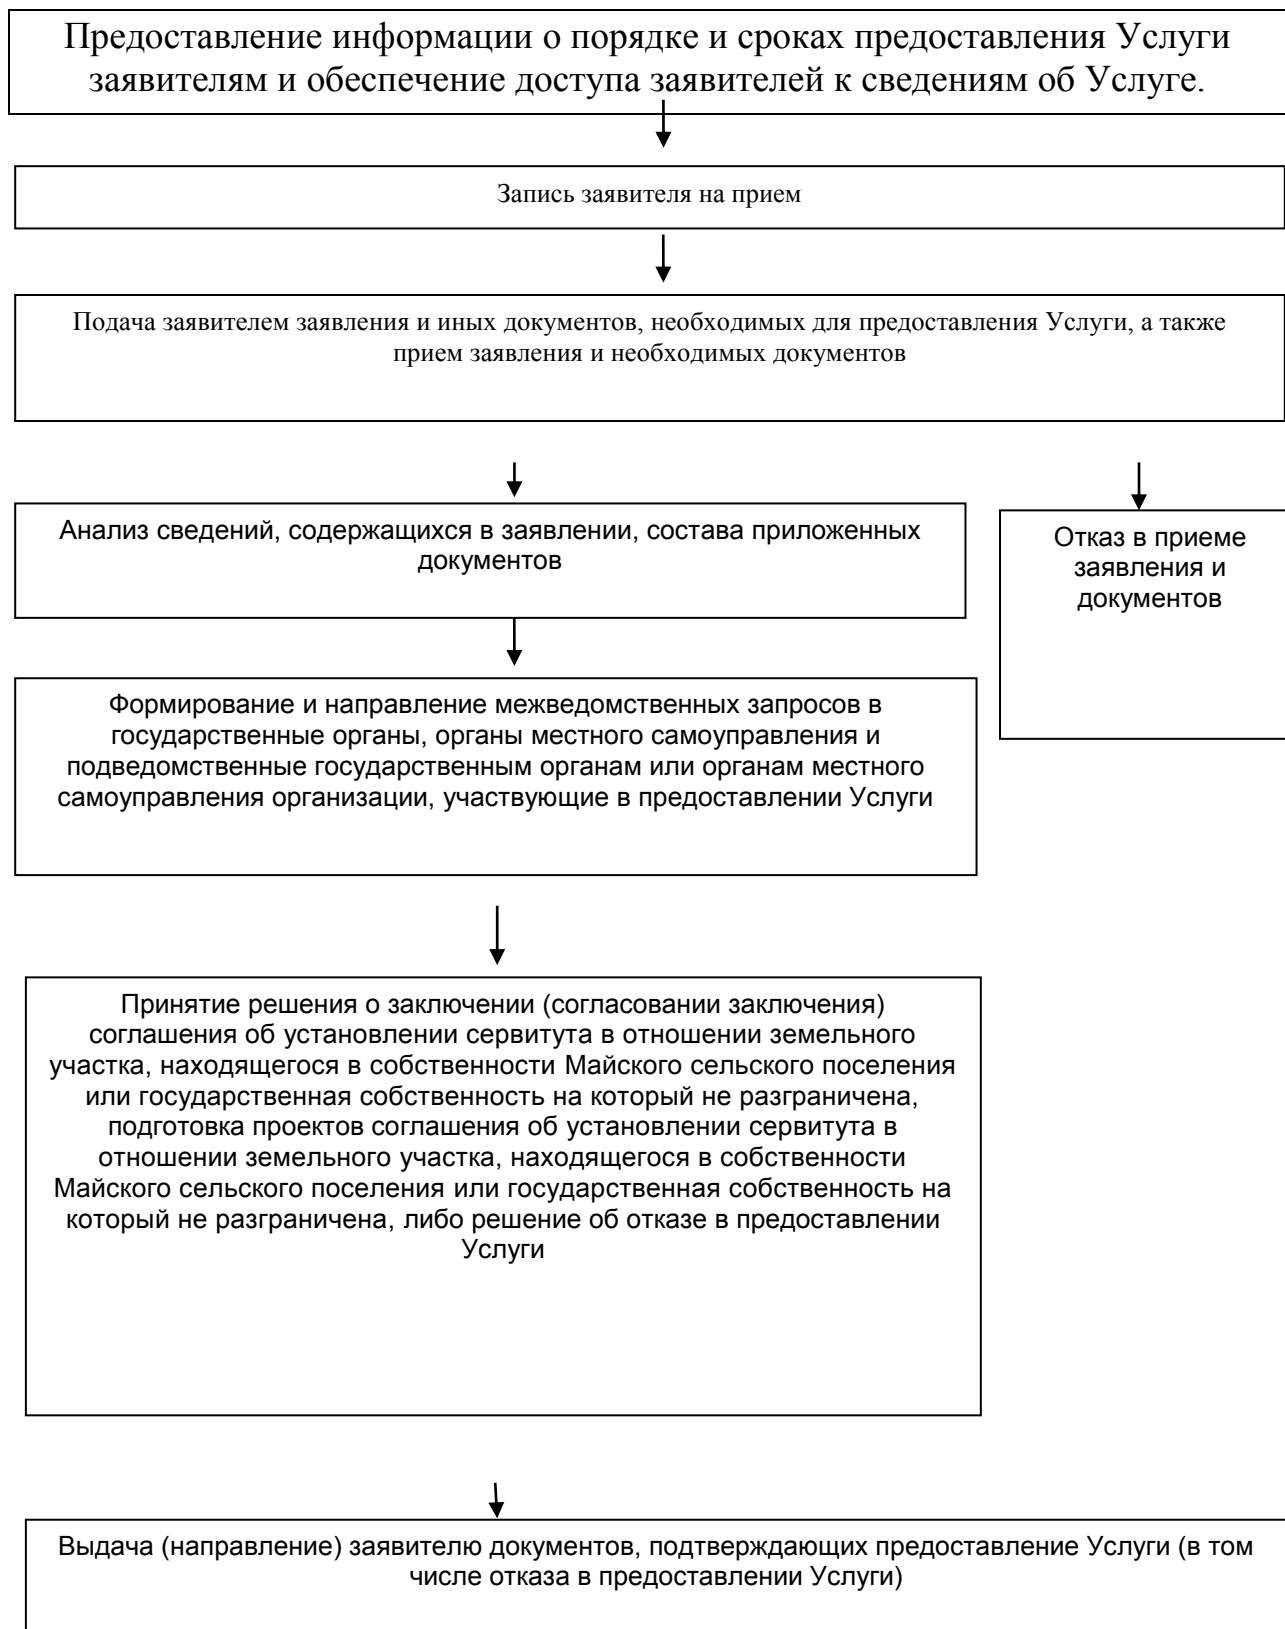 Предоставление информации о порядке и сроках предоставления Услуги
заявителям и обеспечение доступа заявителей к сведениям об Услуге.
Запись заявителя на прием
Подача заявителем заявления и иных документов, необходимых для предоставления Услуги, а также
прием заявления и необходимых документов
Анализ сведений, содержащихся в заявлении, состава приложенных
документов
Отказ в приеме
заявления и
документов
Формирование и направление межведомственных запросов в
государственные органы, органы местного самоуправления и
подведомственные государственным органам или органам местного
самоуправления организации, участвующие в предоставлении Услуги
Принятие решения о заключении (согласовании заключения)
соглашения об установлении сервитута в отношении земельного
участка, находящегося в собственности Майского сельского поселения
или государственная собственность на который не разграничена,
подготовка проектов соглашения об установлении сервитута в
отношении земельного участка, находящегося в собственности
Майского сельского поселения или государственная собственность на
который не разграничена, либо решение об отказе в предоставлении
Услуги
Выдача (направление) заявителю документов, подтверждающих предоставление Услуги (в том
числе отказа в предоставлении Услуги)